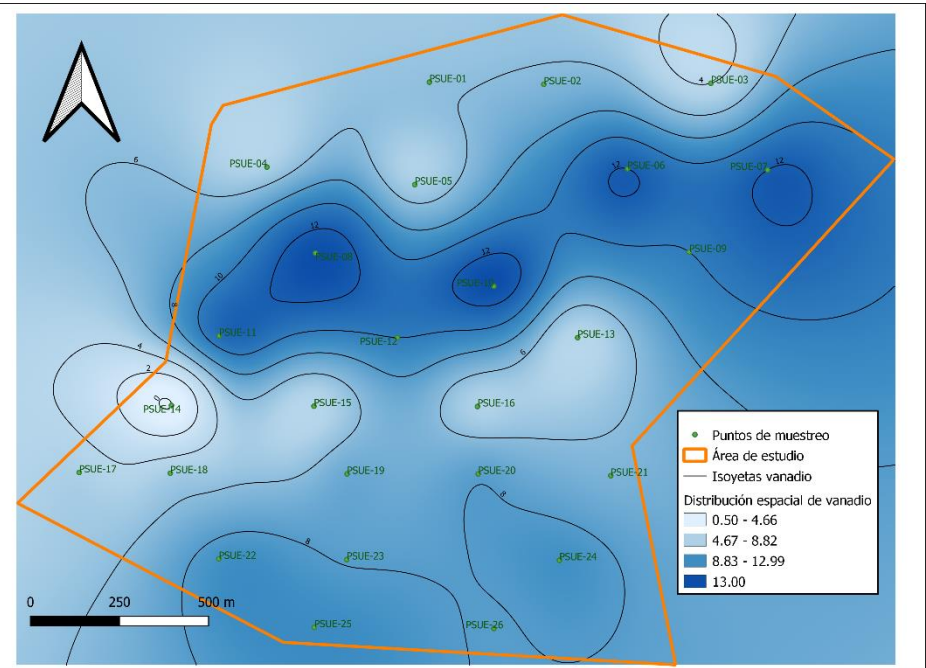 PSUE-01
PSUE-02
PSUE-03
4
PSUE-04
6
PSUE-05
12
PSUE-06
12
PSUE-07
12
PSUE-08
12
PSUE-10
PSUE-09
10
8
PSUE-11
PSUE-12
PSUE-13
6
4
2
0
PSUE-14
PSUE-15
PSUE-16
PSUE-17
PSUE-18
PSUE-19
PSUE-20
PSUE-21
8
8
PSUE-22
PSUE-23
PSUE-24
PSUE-25
PSUE-26
Puntos de muestreo
Área de estudio
Isoyetas vanadio
Distribución espacial de vanadio
0.50 - 4.66
4.67 - 8.82
8.83 - 12.99
13.00
0 250 500 m